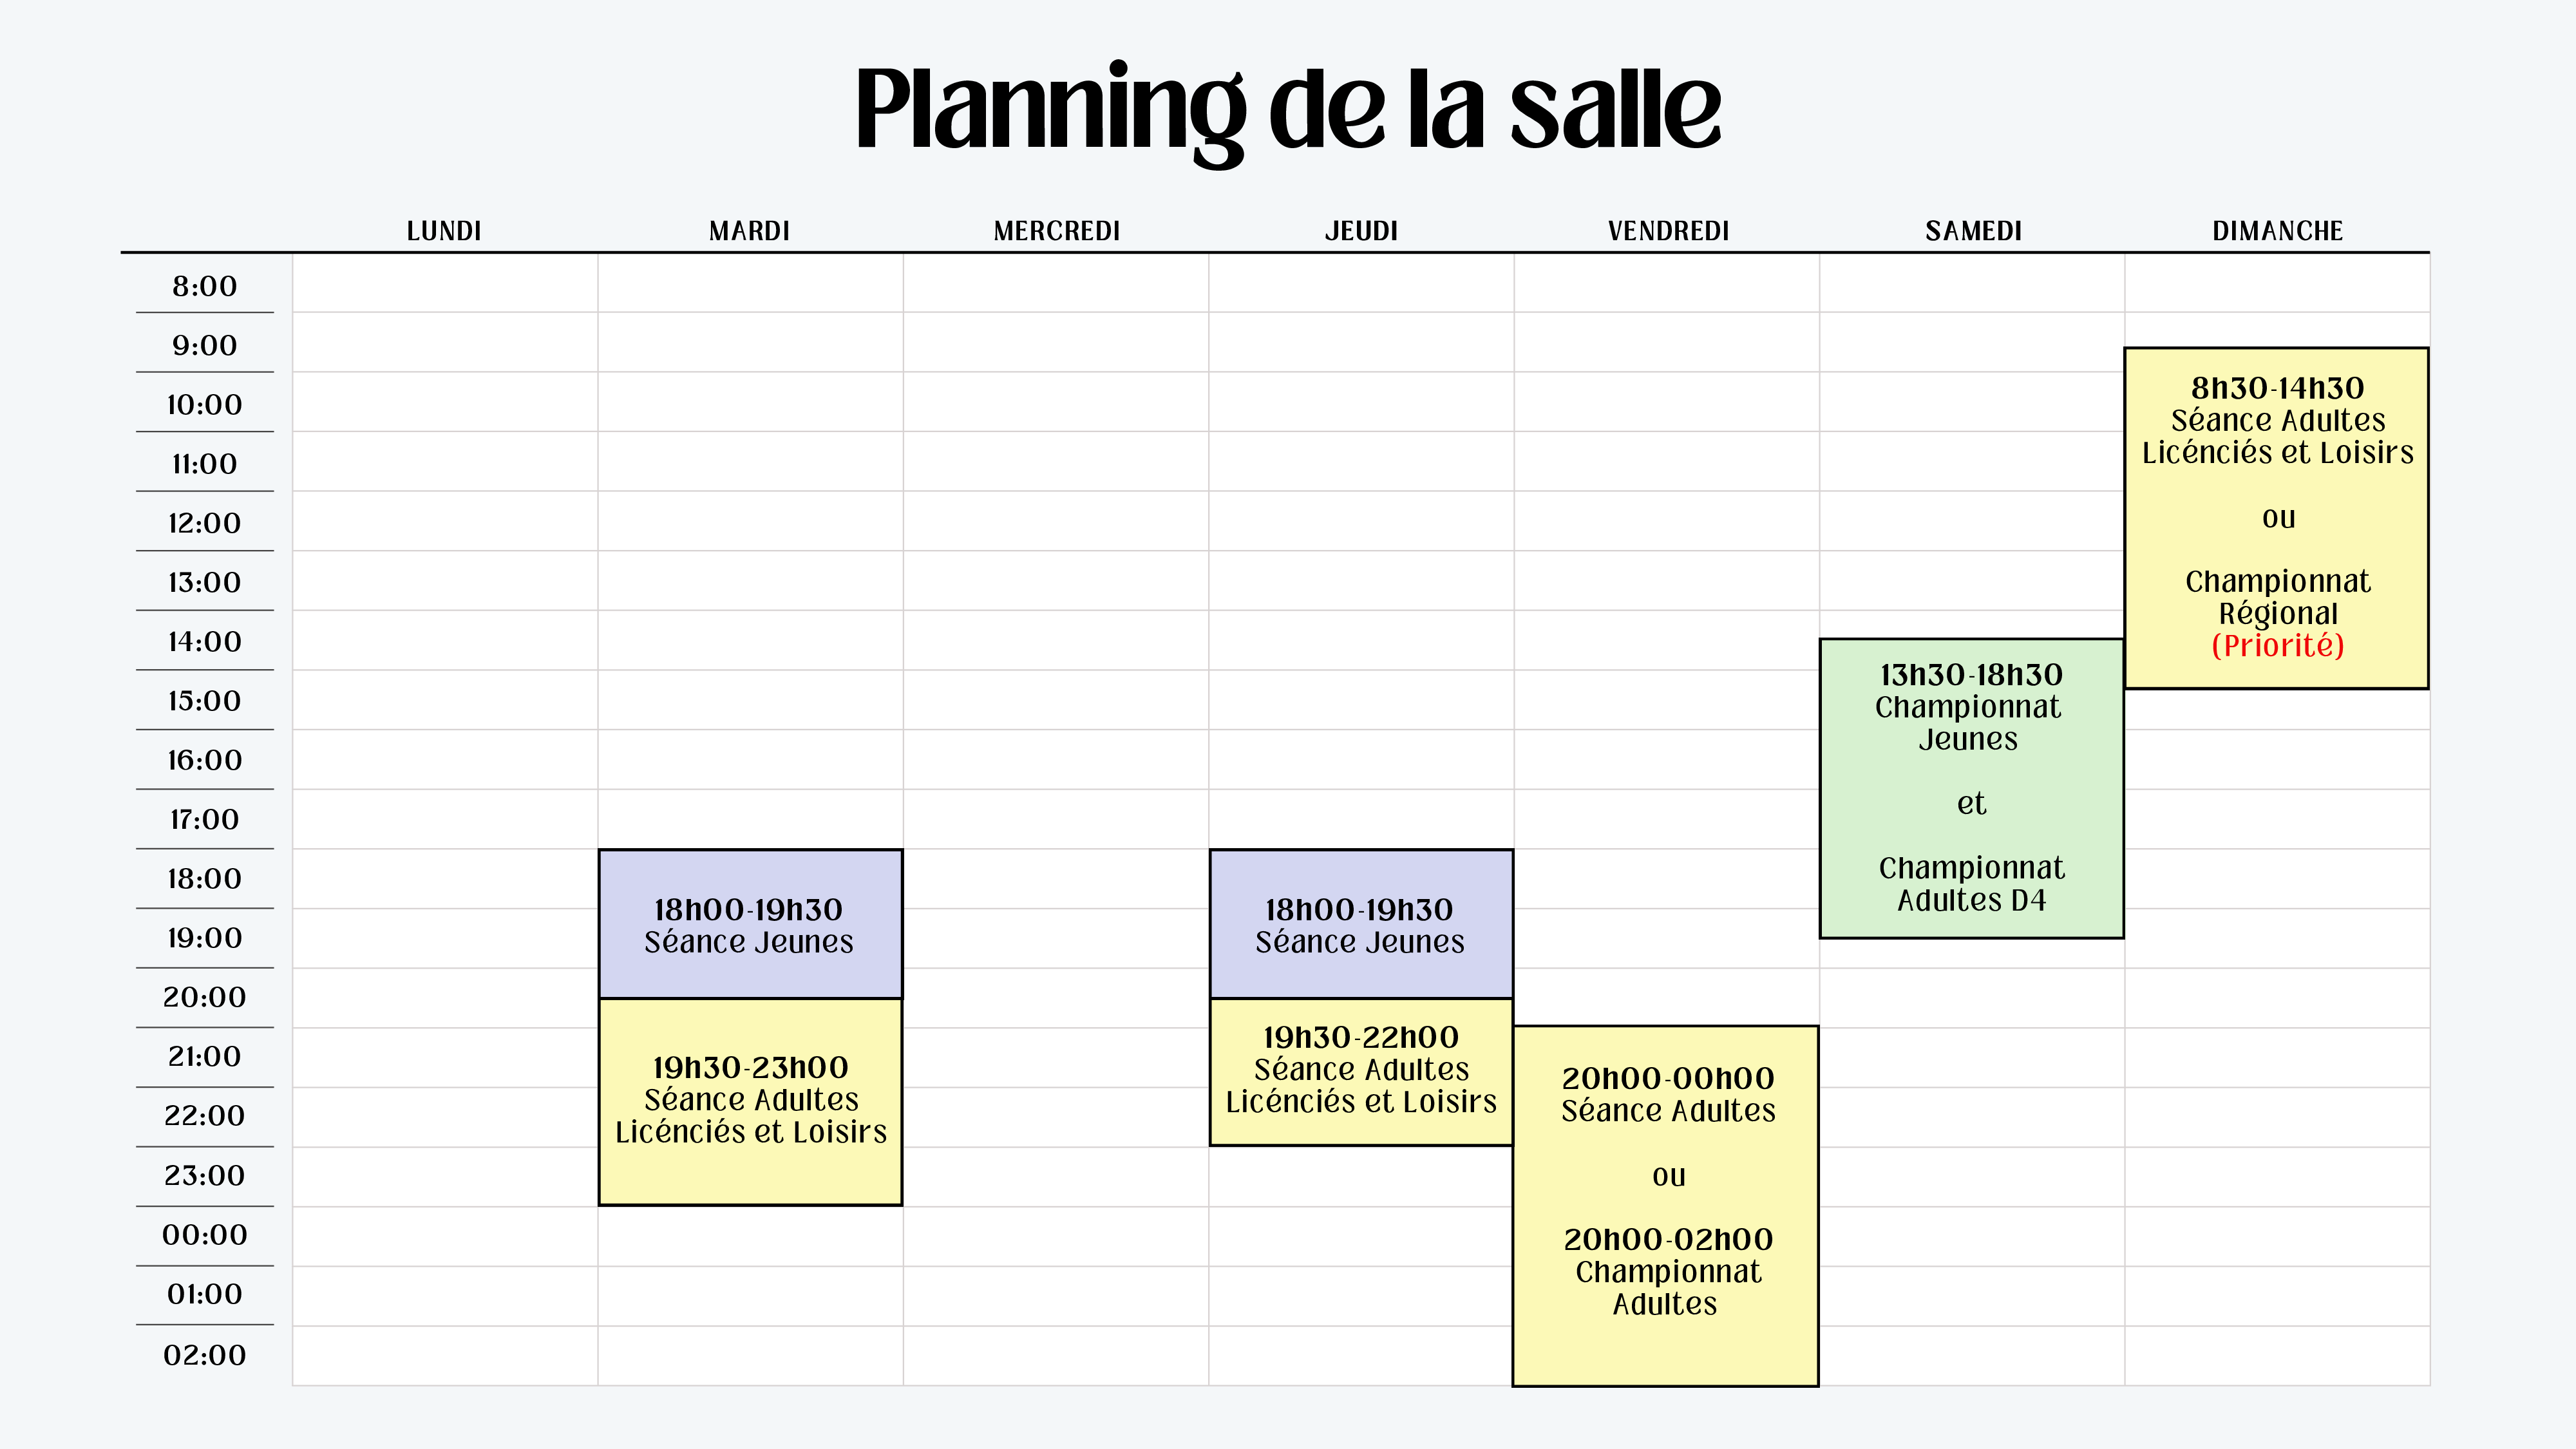 Planning de la salle
LUNDI MARDI MERCREDI JEUDI VENDREDI SAMEDI DIMANCHE
8:00
9:00
10:00
11:00
12:00
13:00
14:00
15:00
16:00
17:00
18:00
19:00
20:00
21:00
22:00
23:00
00:00
01:00
02:00
18h00-19h30
Séance Jeunes
19h30-23h00
Séance Adultes
Licénciés et Loisirs
18h00-19h30
Séance Jeunes
19h30-22h00
Séance Adultes
Licénciés et Loisirs
20h00-00h00
Séance Adultes
ou
20h00-02h00
Championnat
Adultes
13h30-18h30
Championnat
Jeunes
et
Championnat
Adultes D4
8h30-14h30
Séance Adultes
Licénciés et Loisirs
ou
Championnat
Régional
(Priorité)